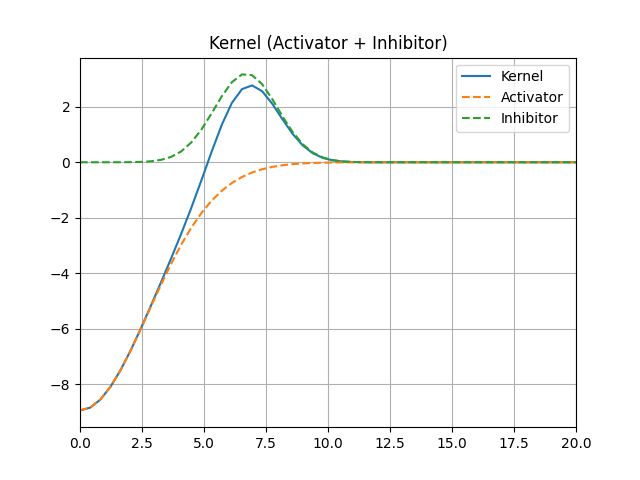 Kernel (Activator + Inhibitor)
Kernel
Activator
Inhibitor
2
0
−2
−4
−6
−8
0.0 2.5 5.0 7.5 10.0 12.5 15.0 17.5 20.0